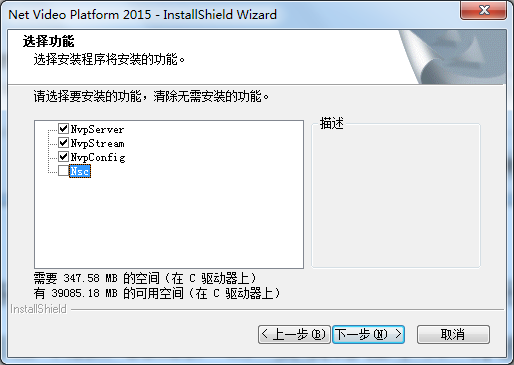 Net Video Platform 2015 - InstallShield Wizard
选择功能
选择安装程序将安装的功能。
请选择要安装的功能，清除无需安装的功能。
NvpServer
NvpStream
NvpConfig
Nsc
描述
需要 347.58 MB 的空间(在 C 驱动器上)
有 39085.18 MB 的可用空间(在 C 驱动器上)
InstallShield
< 上一步(B) 下一步(N) > 取消